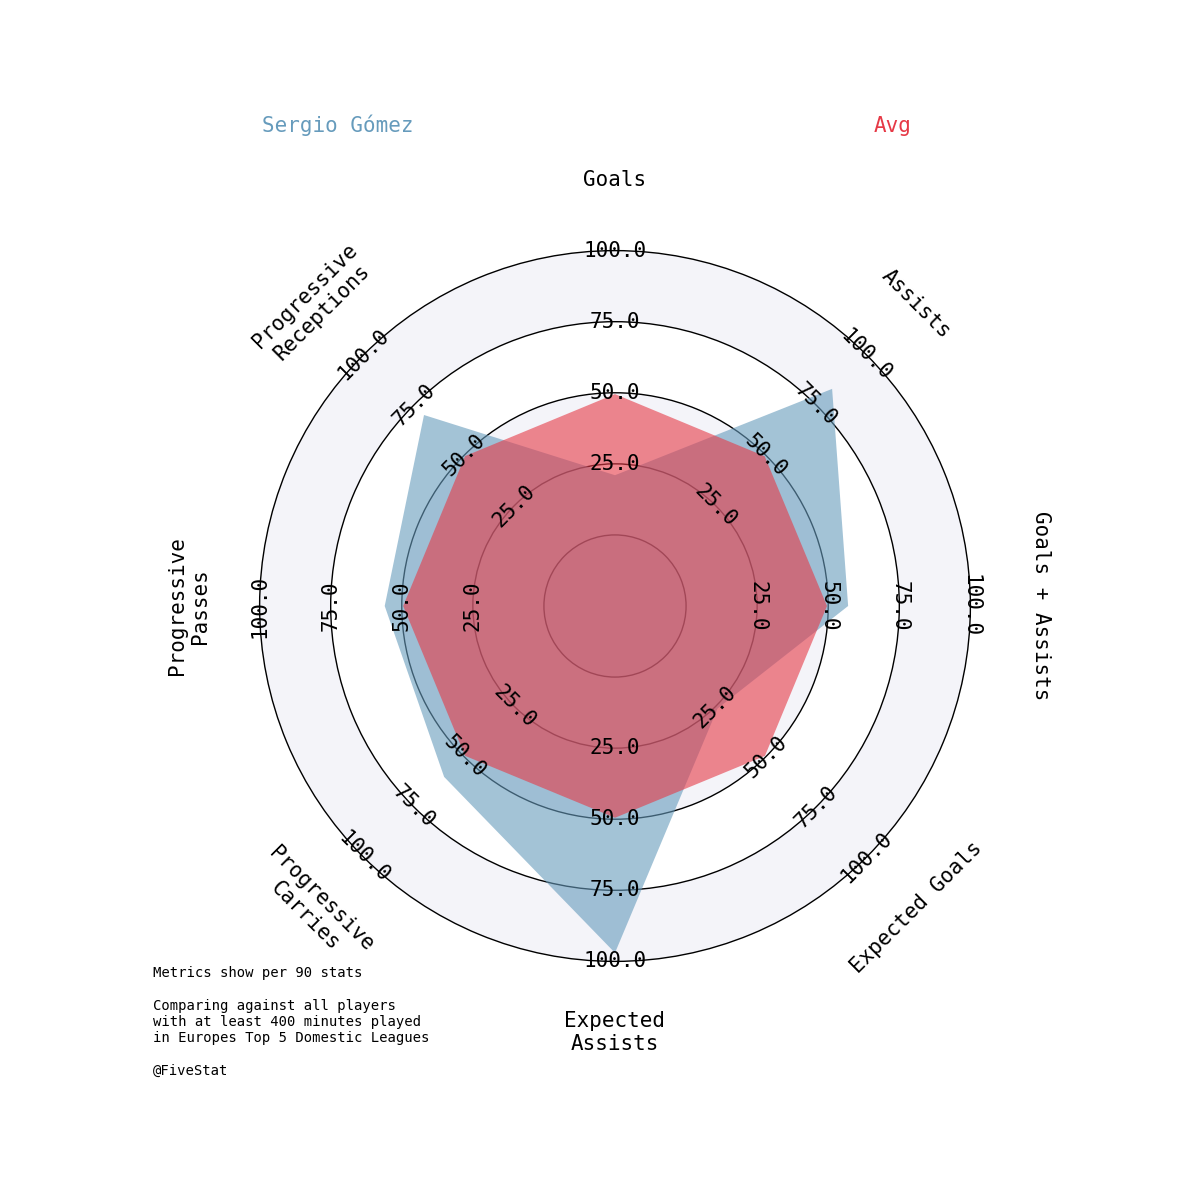 Sergio Gómez
Avg
Goals
Assists
Goals + Assists
Expected Goals
Expected
Assists
Progressive
Carries
Progressive
Passes
Progressive
Receptions
25.0
50.0
75.0
100.0
25.0
50.0
75.0
100.0
25.0
50.0
75.0
100.0
25.0
50.0
75.0
100.0
25.0
50.0
75.0
100.0
25.0
50.0
75.0
100.0
25.0
50.0
75.0
100.0
25.0
50.0
75.0
100.0
Metrics show per 90 stats
Comparing against all players
with at least 400 minutes played
in Europes Top 5 Domestic Leagues
@FiveStat